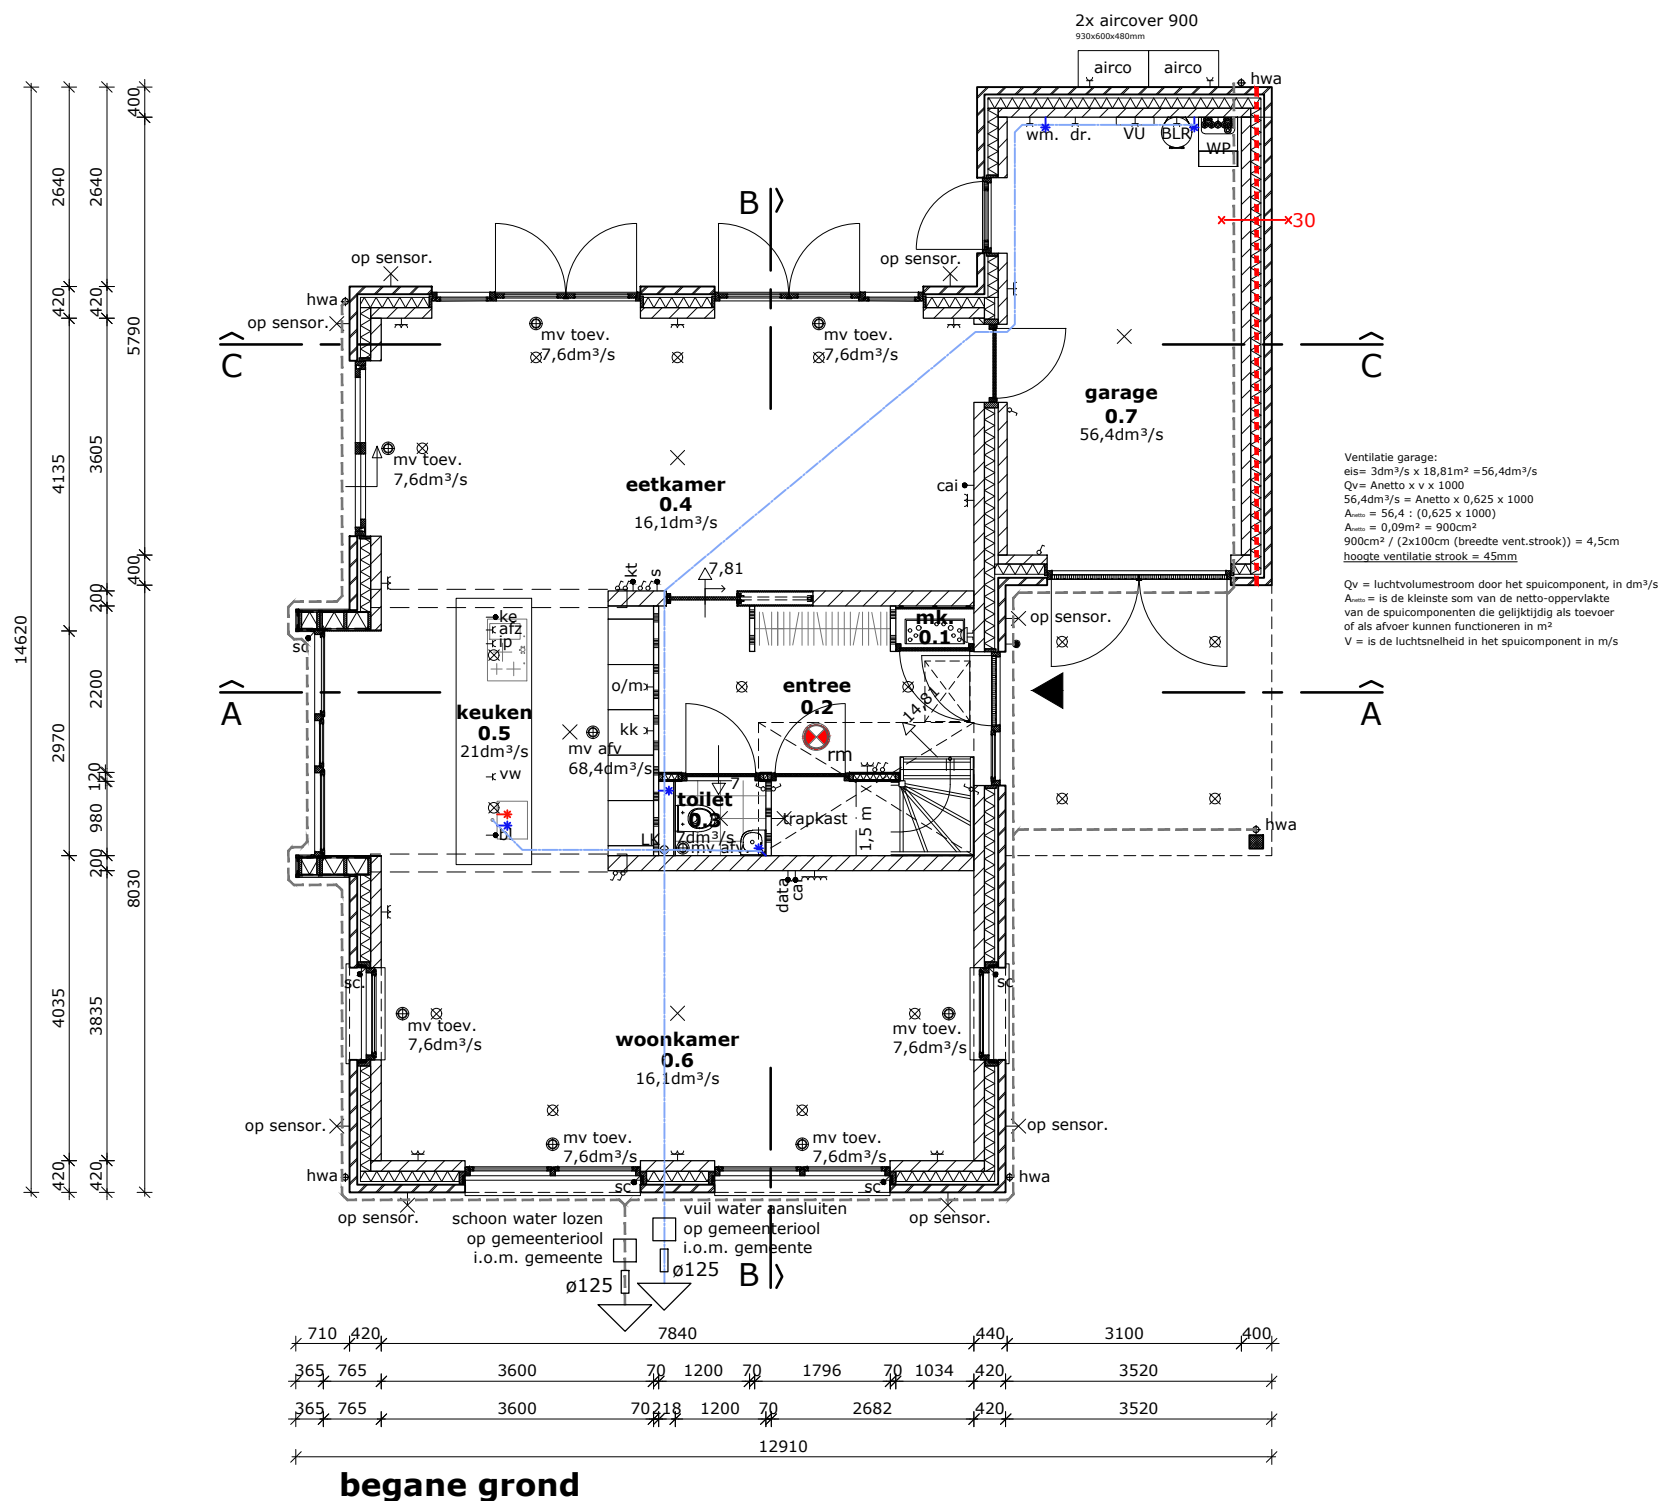 2x aircover 900
930x600x480mm
airco
airco
hwa
wm.
dr.
VU
BLR
WP
30
B
op sensor.
op sensor.
hwa
op sensor.
mv toev.
7,6dm³/s
mv toev.
7,6dm³/s
C
C
garage
0.7
56,4dm³/s
mv toev.
7,6dm³/s
eetkamer
0.4
16,1dm³/s
cai
Ventilatie garage:
eis= 3dm³/s x 18,81m² =56,4dm³/s
Qv= Anetto x v x 1000
56,4dm³/s = Anetto x 0,625 x 1000
Anetto = 56,4 : (0,625 x 1000)
Anetto = 0,09m² = 900cm²
900cm² / (2x100cm (breedte vent.strook)) = 4,5cm
hoogte ventilatie strook = 45mm
Qv = luchtvolumestroom door het spuicomponent, in dm³/s
Anetto = is de kleinste som van de netto-oppervlakte
van de spuicomponenten die gelijktijdig als toevoer
of als afvoer kunnen functioneren in m²
V = is de luchtsnelheid in het spuicomponent in m/s
kt
s
7,81
ke
afz
ip
sc
mk.
0.1
op sensor.
o/m
entree
0.2
14,81
A
A
keuken
0.5
21dm³/s
kk
mv afv
68,4dm³/s
rm
vw
7
toilet
0.3
7dm³/s
mv afv
trapkast
1,5 m
LK
hwa
data
cai
sc.
sc
mv toev.
7,6dm³/s
woonkamer
0.6
16,1dm³/s
mv toev.
7,6dm³/s
op sensor.
op sensor.
mv toev.
7,6dm³/s
mv toev.
7,6dm³/s
hwa
sc
sc
hwa
op sensor.
op sensor.
schoon water lozen
op gemeenteriool
i.o.m. gemeente
vuil water aansluiten
op gemeenteriool
i.o.m. gemeente
ø125
ø125
B
14620
2640
420
4135
2970
4035
420
2640
420
3605
200
2200
120
980
200
3835
420
400
5790
400
8030
710 420 7840 440 3100 400
365 765 3600 70 1200 70 1796 70 1034 420 3520
365 765 3600 70 218 1200 70 2682 420 3520
12910
begane grond